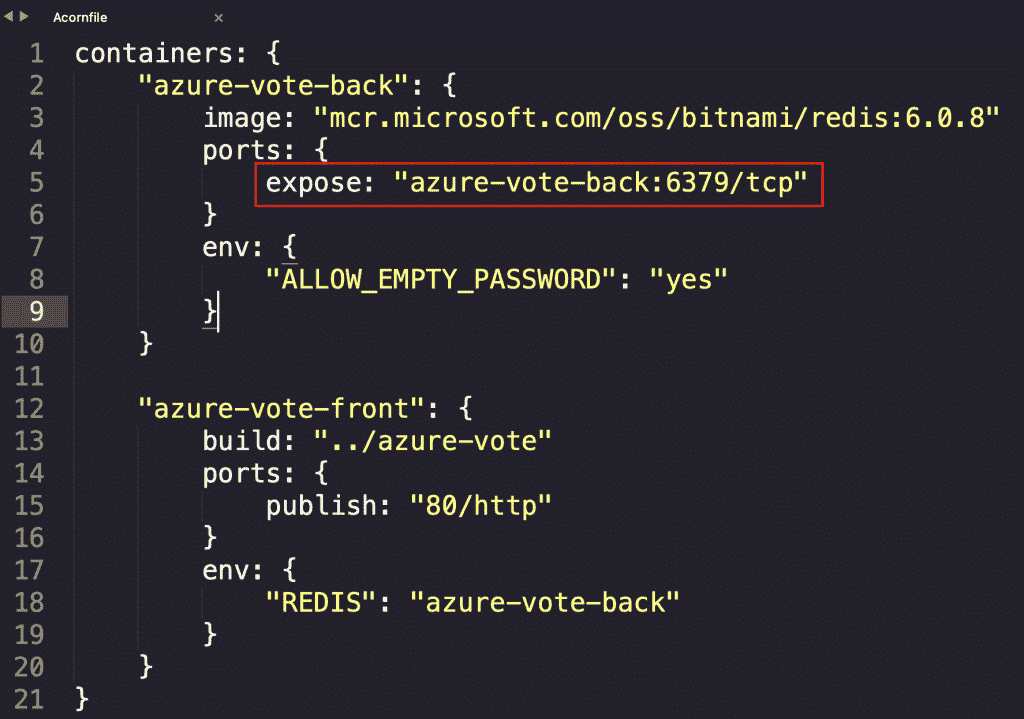 Acornfile
1 containers: {
2 "azure-vote-back": {
3 image: "mcr.microsoft.com/oss/bitnami/redis:6.0.8"
4 ports: {
5 expose: "azure-vote-back:6379/tcp"
6 }
7 env: {
8 "ALLOW_EMPTY_PASSWORD": "yes"
9 }
10 }
11
12 "azure-vote-front": {
13 build: "../azure-vote"
14 ports: {
15 publish: "80/http"
16 }
17 env: {
18 "REDIS": "azure-vote-back"
19 }
20 }
21 }